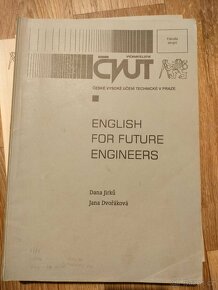 ČVUT
ČESKÉ VYSOKÉ UČENÍ TECHNICKÉ V PRAZE
ENGLISH
FOR FUTURE
ENGINEERS
Dana Jirků
Jana Dvořáková